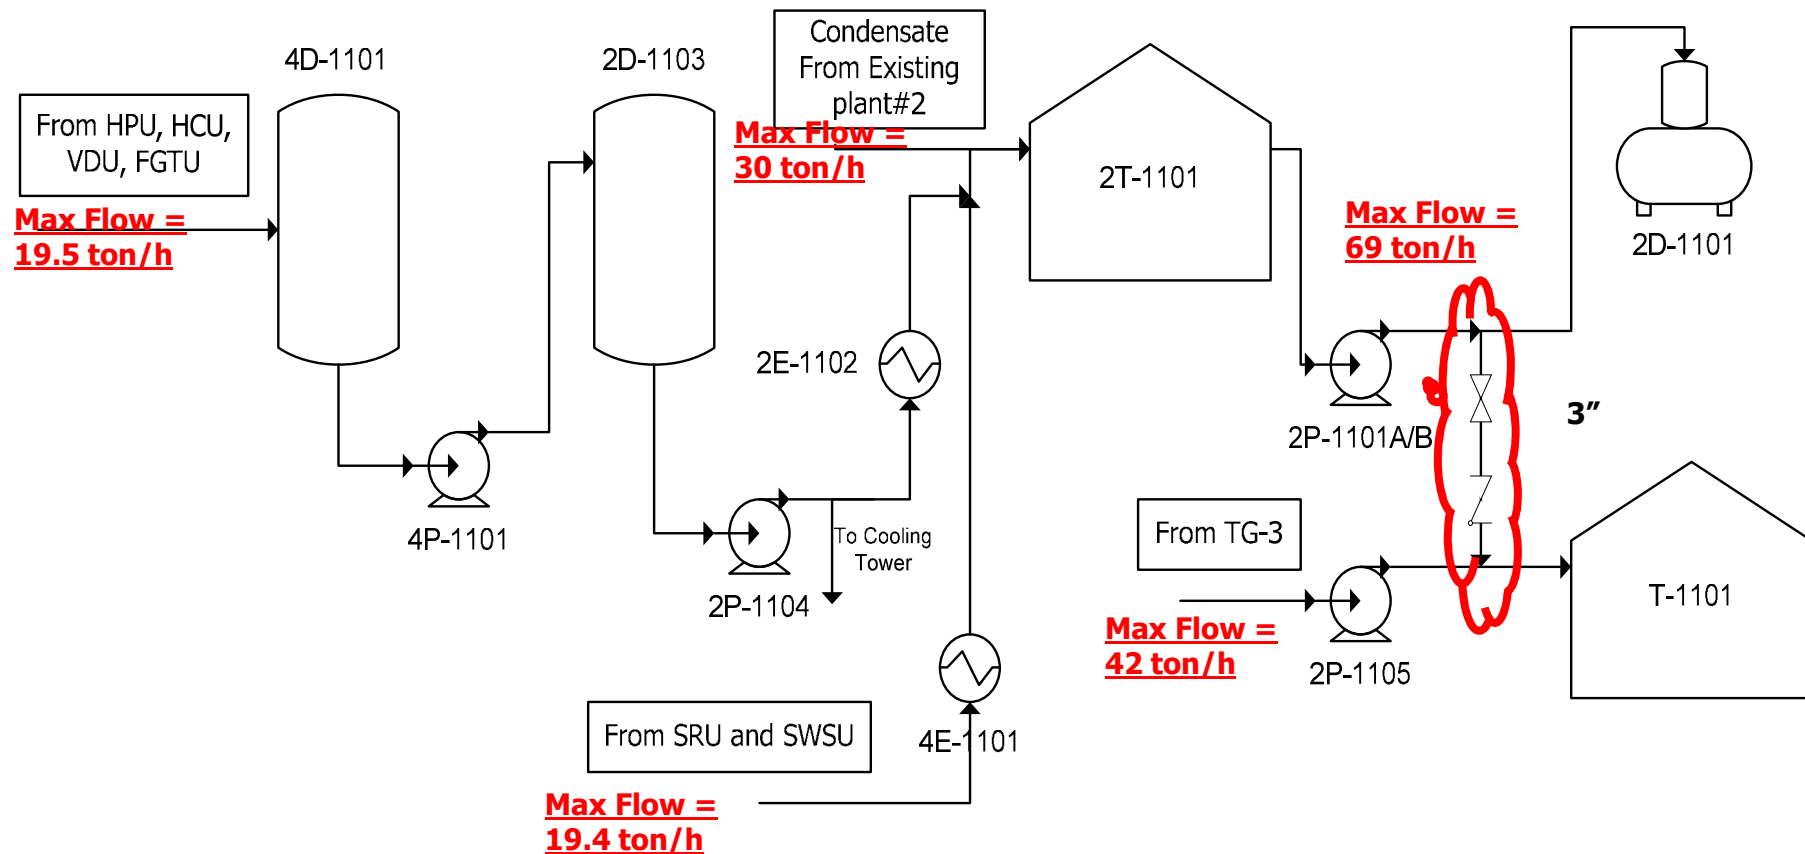 4D-1101
2D-1103
Condensate
From Existing
plant#2
From HPU, HCU,
VDU, FGTU
Max Flow =
19.5 ton/h
Max Flow =
30 ton/h
2T-1101
Max Flow =
69 ton/h
2D-1101
2E-1102
2P-1101A/B
3"
4P-1101
To Cooling
Tower
2P-1104
From TG-3
T-1101
Max Flow =
42 ton/h
2P-1105
From SRU and SWSU
4E-1101
Max Flow =
19.4 ton/h